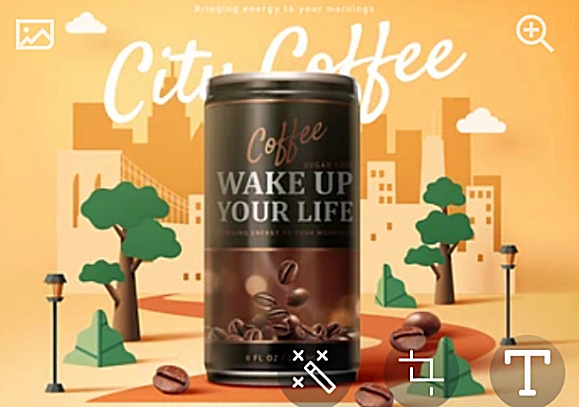 Bringing energy to your mornings
City Coffee
Coffee
SUGAR FREE
WAKE UP
YOUR LIFE
BRINGING ENERGY TO YOUR MORNINGS
8 FL OZ
T